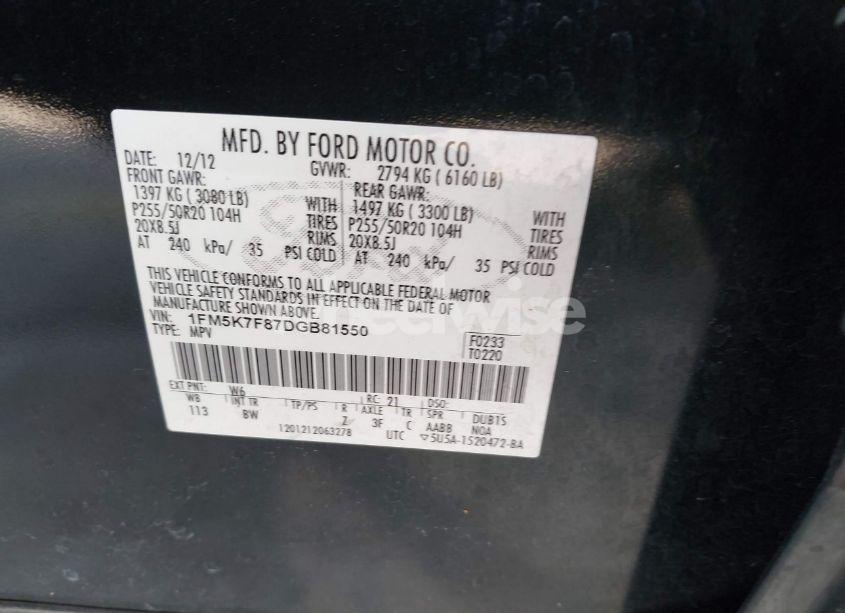 MFD. BY FORD MOTOR CO.
DATE: 12/12 GVWR: 2794 KG ( 6160 LB)
FRONT GAWR: REAR GAWR:
1397 KG ( 3080 LB) WITH 1497 KG ( 3300 LB) WITH
P255/50R20 104H TIRES P255/50R20 104H TIRES
20X8.5J RIMS 20X8.5J RIMS
AT 240 kPa/ 35 PSI COLD AT 240 kPa/ 35 PSI COLD
THIS VEHICLE CONFORMS TO ALL APPLICABLE FEDERAL MOTOR
VEHICLE SAFETY STANDARDS IN EFFECT ON THE DATE OF
MANUFACTURE SHOWN ABOVE.
VIN: 1FM5K7F87DGB81550
TYPE: MPV
F0233
T0220
EXT PNT: W6 RC: 21 DSO:
WB INT TR TP/PS R AXLE TR SPR DUB1S
113 BW Z 3F C AABB NOA
1201212063278 UTC ▽5U5A-1520472-BA